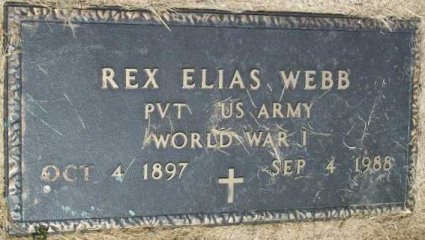 REX ELIAS WEBB
PVT US ARMY
WORLD WAR I
OCT 4 1897 SEP 4 1988